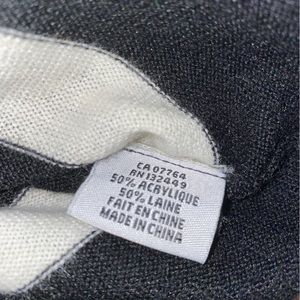 CA 07764
RN 132449
50% ACRYLIQUE
50% LAINE
FAIT EN CHINE
MADE IN CHINA